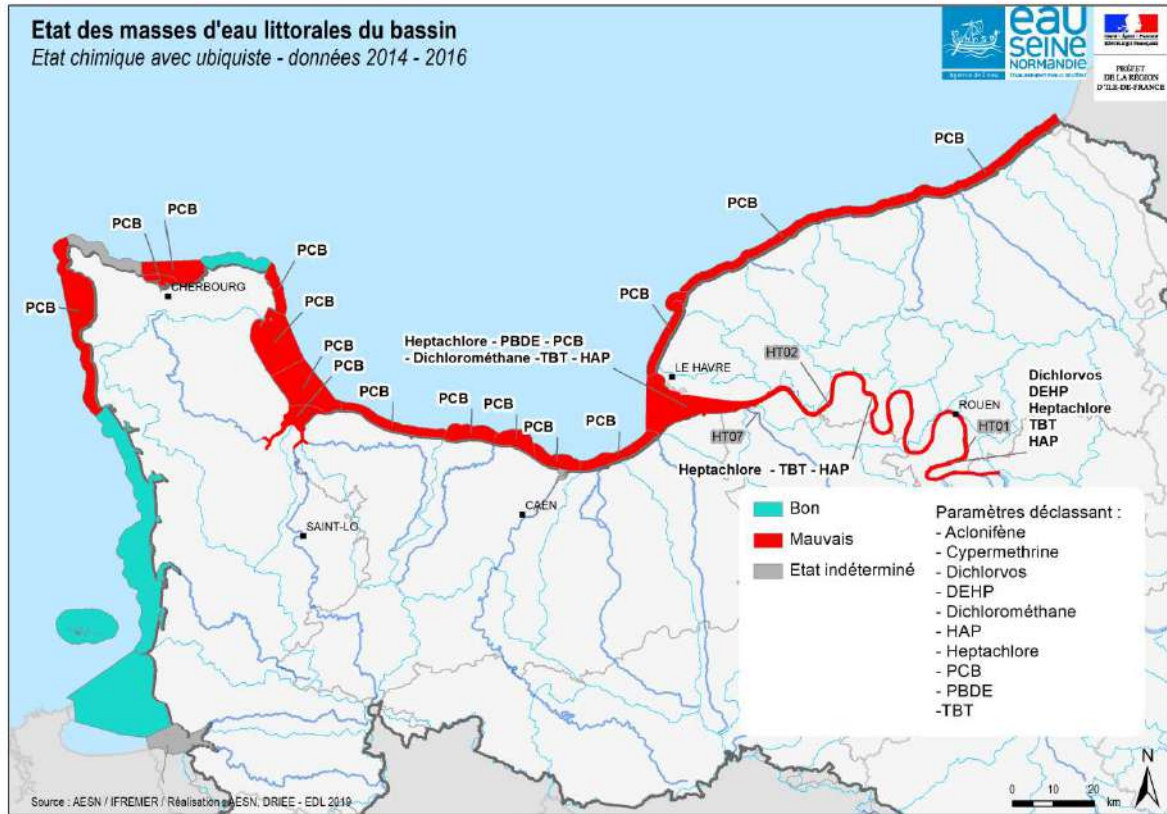 Etat des masses d'eau littorales du bassin
Etat chimique avec ubiquiste - données 2014 - 2016
eau
SEINE
NORMANDIE
PRÉFET
DE LA RÉGION
D'ILE-DE-FRANCE
PCB
PCB
PCB
PCB
PCB
PCB
CHERBOURG
PCB
PCB
PCB
Heptachlore - PBDE - PCB
- Dichlorométhane -TBT - HAP
PCB
PCB
LE HAVRE
HT02
PCB
PCB
PCB
PCB
PCB
HT07
ROUEN
HT01
Dichlorvos
DEHP
Heptachlore
TBT
HAP
Heptachlore - TBT - HAP
CAEN
SAINT-LO
Bon
Mauvais
Etat indéterminé
Paramètres déclassant :
- Aclonifène
- Cypermethrine
- Dichlorvos
- DEHP
- Dichlorométhane
- HAP
- Heptachlore
- PCB
- PBDE
-TBT
N
0 10 20
km
Source : AESN / IFREMER / Réalisation : AESN, DRIEE - EDL 2019